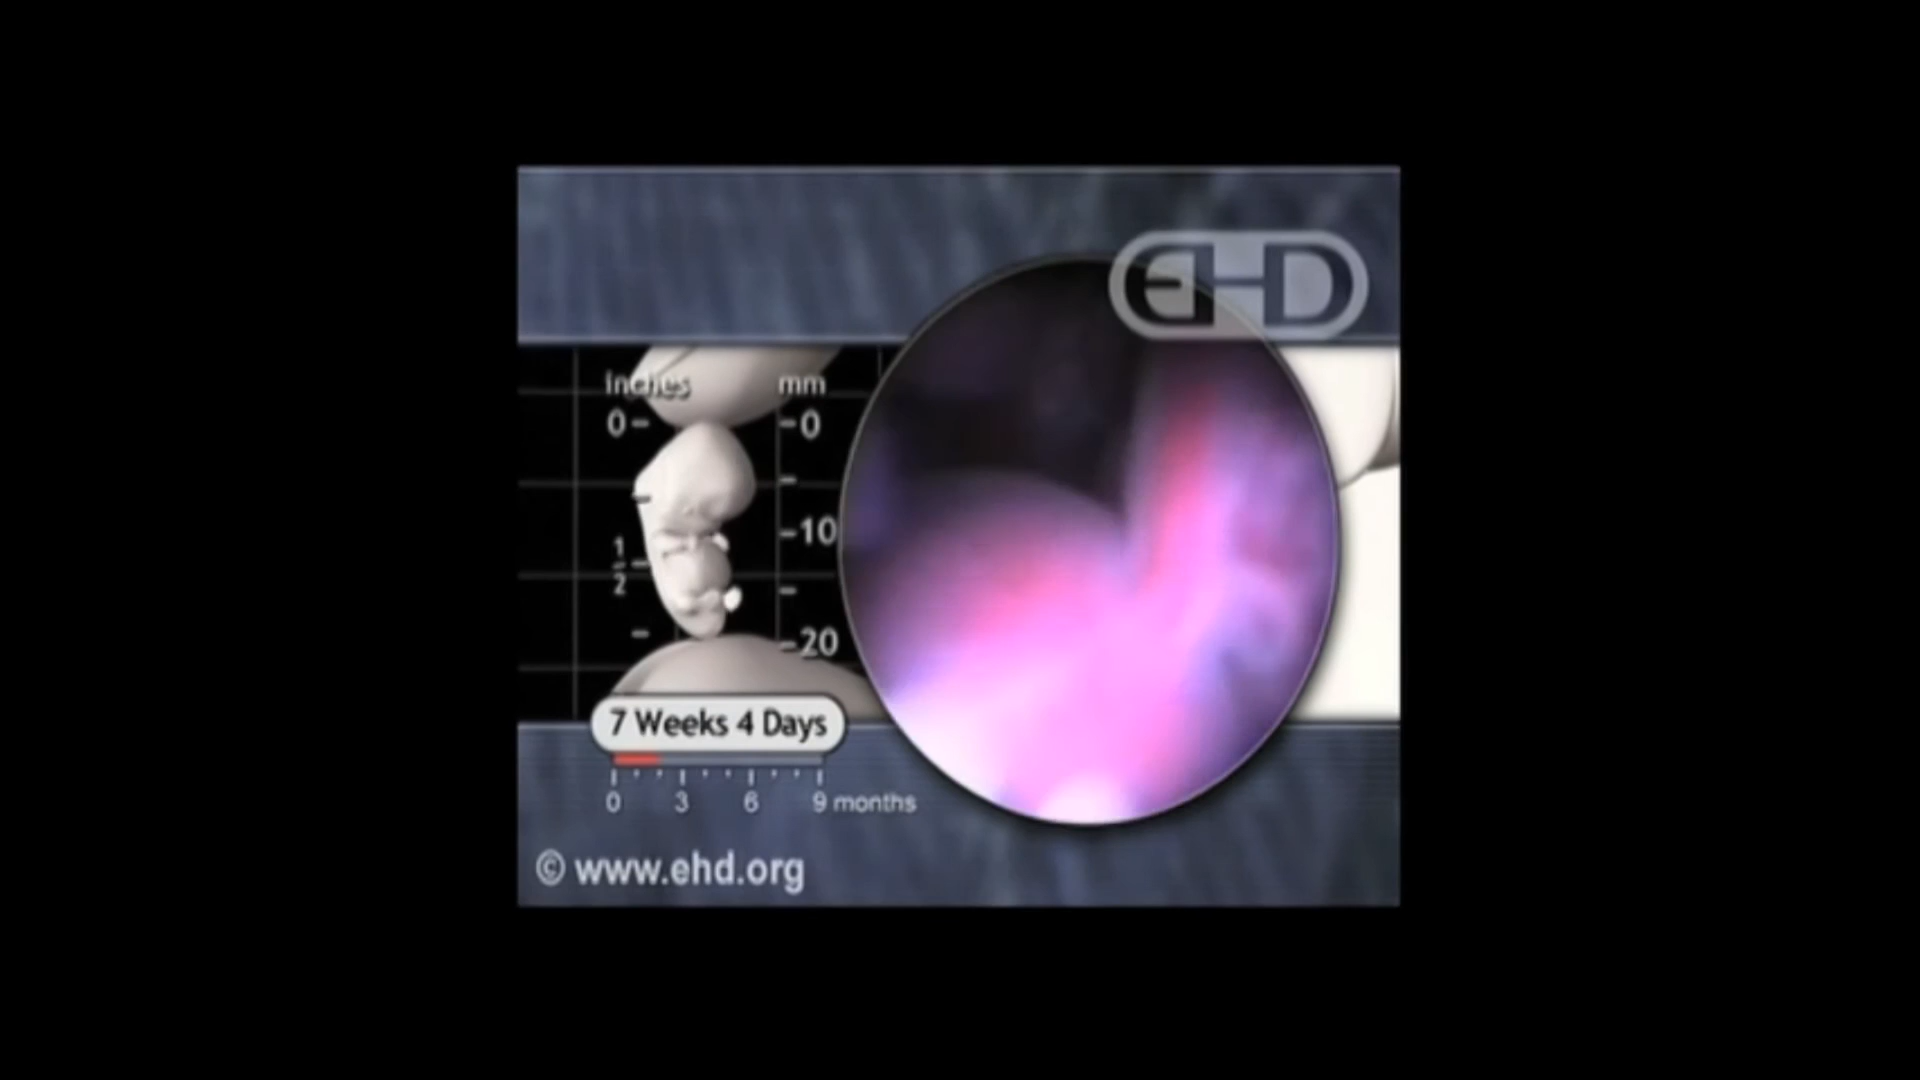 EHD
inches mm
0 0
10
1/2
20
7 Weeks 4 Days
0 3 6 9 months
© www.ehd.org